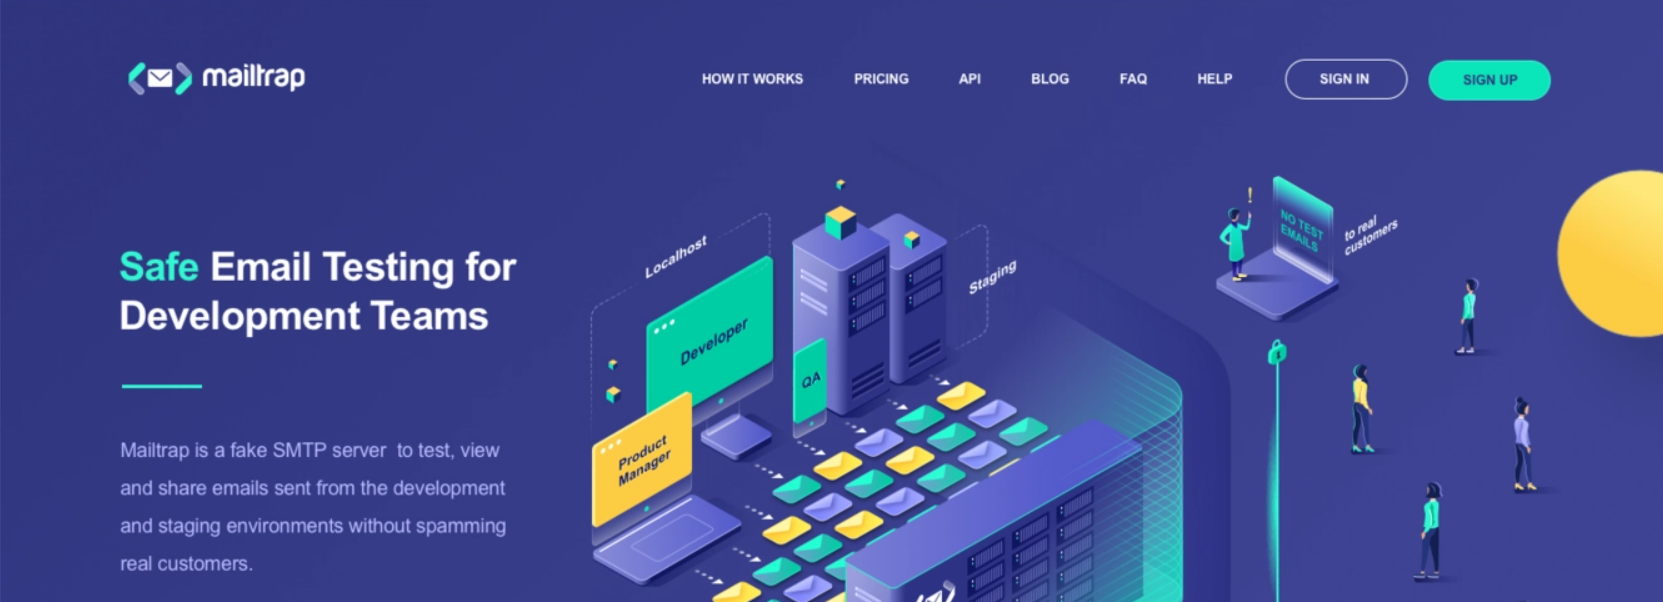 mailtrap
HOW IT WORKS
PRICING
API
BLOG
FAQ
HELP
SIGN IN
SIGN UP
Safe Email Testing for
Development Teams
Mailtrap is a fake SMTP server to test, view
and share emails sent from the development
and staging environments without spamming
real customers.
Localhost
Developer
Product
Manager
QA
Staging
NO TEST
EMAILS
to real
customers